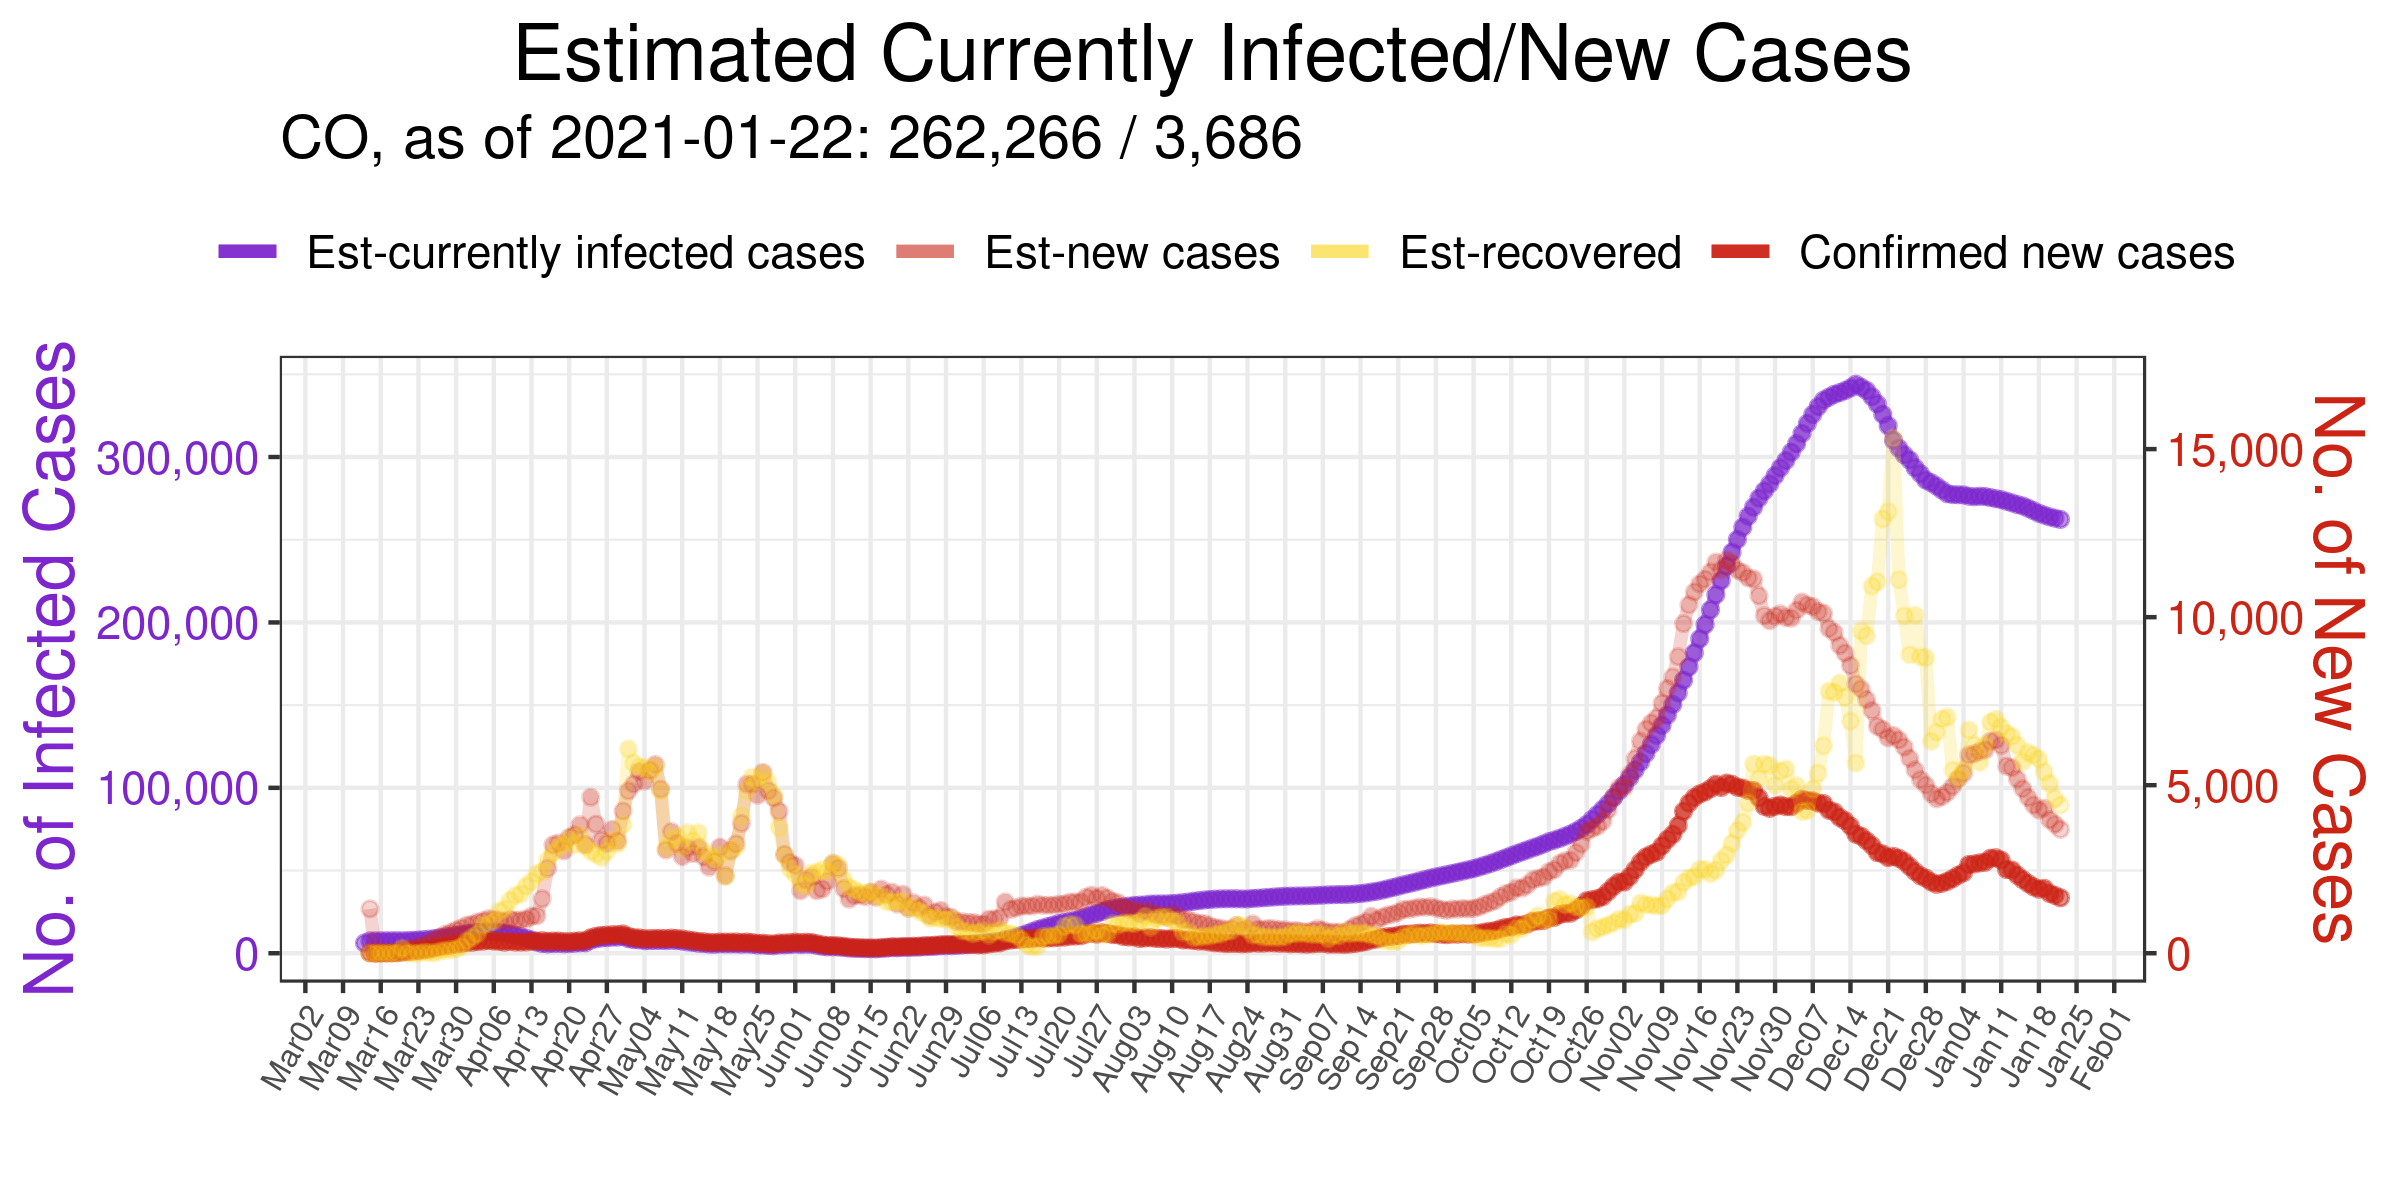 Estimated Currently Infected/New Cases
CO, as of 2021-01-22: 262,266 / 3,686
Est-currently infected cases Est-new cases Est-recovered Confirmed new cases
No. of Infected Cases
300,000
200,000
100,000
0
15,000
10,000
5,000
0
No. of New Cases
Mar02 Mar09 Mar16 Mar23 Mar30 Apr06 Apr13 Apr20 Apr27 May04 May11 May18 May25 Jun01 Jun08 Jun15 Jun22 Jun29 Jul06 Jul13 Jul20 Jul27 Aug03 Aug10 Aug17 Aug24 Aug31 Sep07 Sep14 Sep21 Sep28 Oct05 Oct12 Oct19 Oct26 Nov02 Nov09 Nov16 Nov23 Nov30 Dec07 Dec14 Dec21 Dec28 Jan04 Jan11 Jan18 Jan25 Feb01